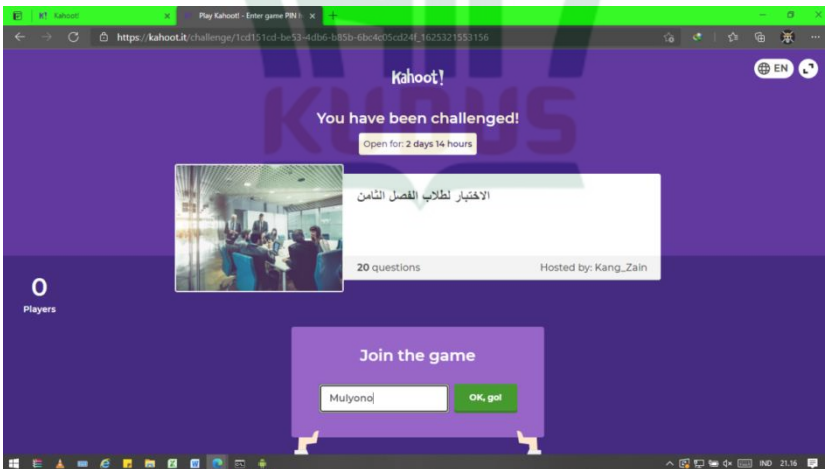 Kahoot!
Play Kahoot! - Enter game PIN h
https://kahoot.it/challenge/1cd151cd-be53-4db6-b85b-6bc4c05cd24f_1625321553156
Kahoot!
EN
KUDUS
You have been challenged!
Open for: 2 days 14 hours
الاختبار لطلاب الفصل الثامن
20 questions
Hosted by: Kang_Zain
0
Players
Join the game
Mulyono
OK, go!
IND
21.16